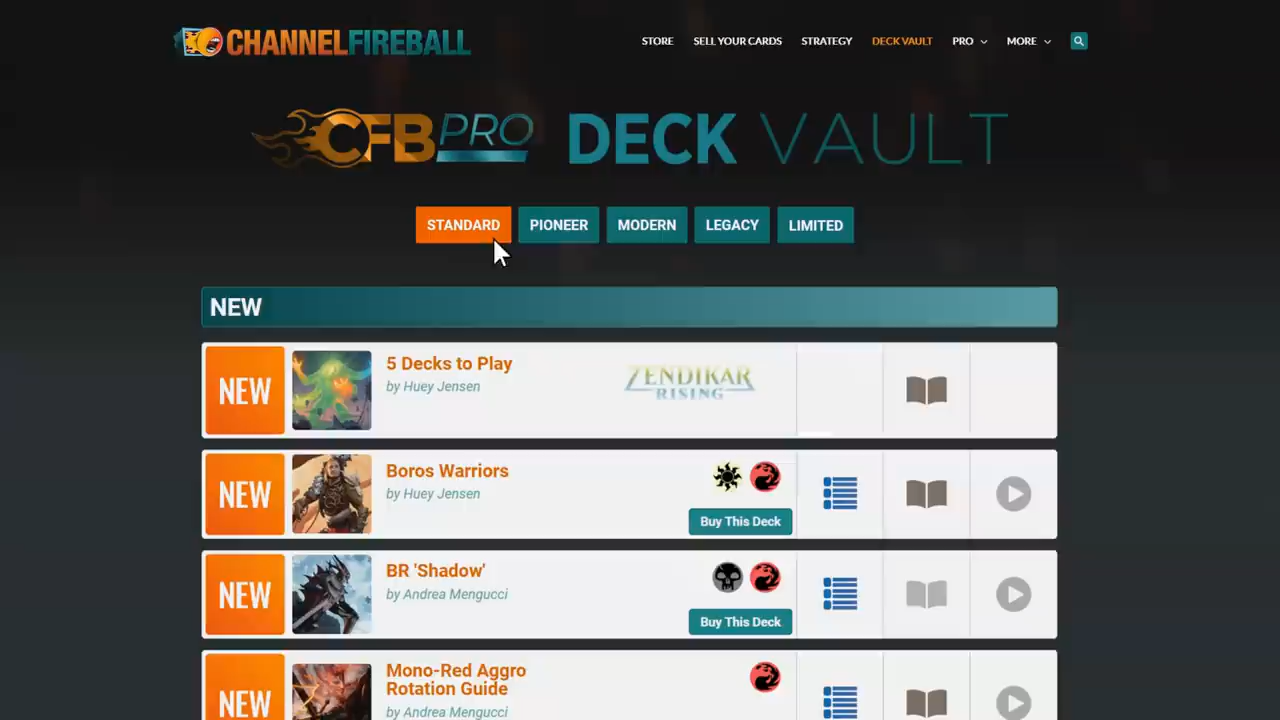 CHANNELFIREBALL
STORE SELL YOUR CARDS STRATEGY DECK VAULT PRO MORE
CFB PRO DECK VAULT
STANDARD PIONEER MODERN LEGACY LIMITED
NEW
NEW
5 Decks to Play
by Huey Jensen
ZENDIKAR
RISING
NEW
Boros Warriors
by Huey Jensen
Buy This Deck
NEW
BR 'Shadow'
by Andrea Mengucci
Buy This Deck
NEW
Mono-Red Aggro
Rotation Guide
by Andrea Mengucci